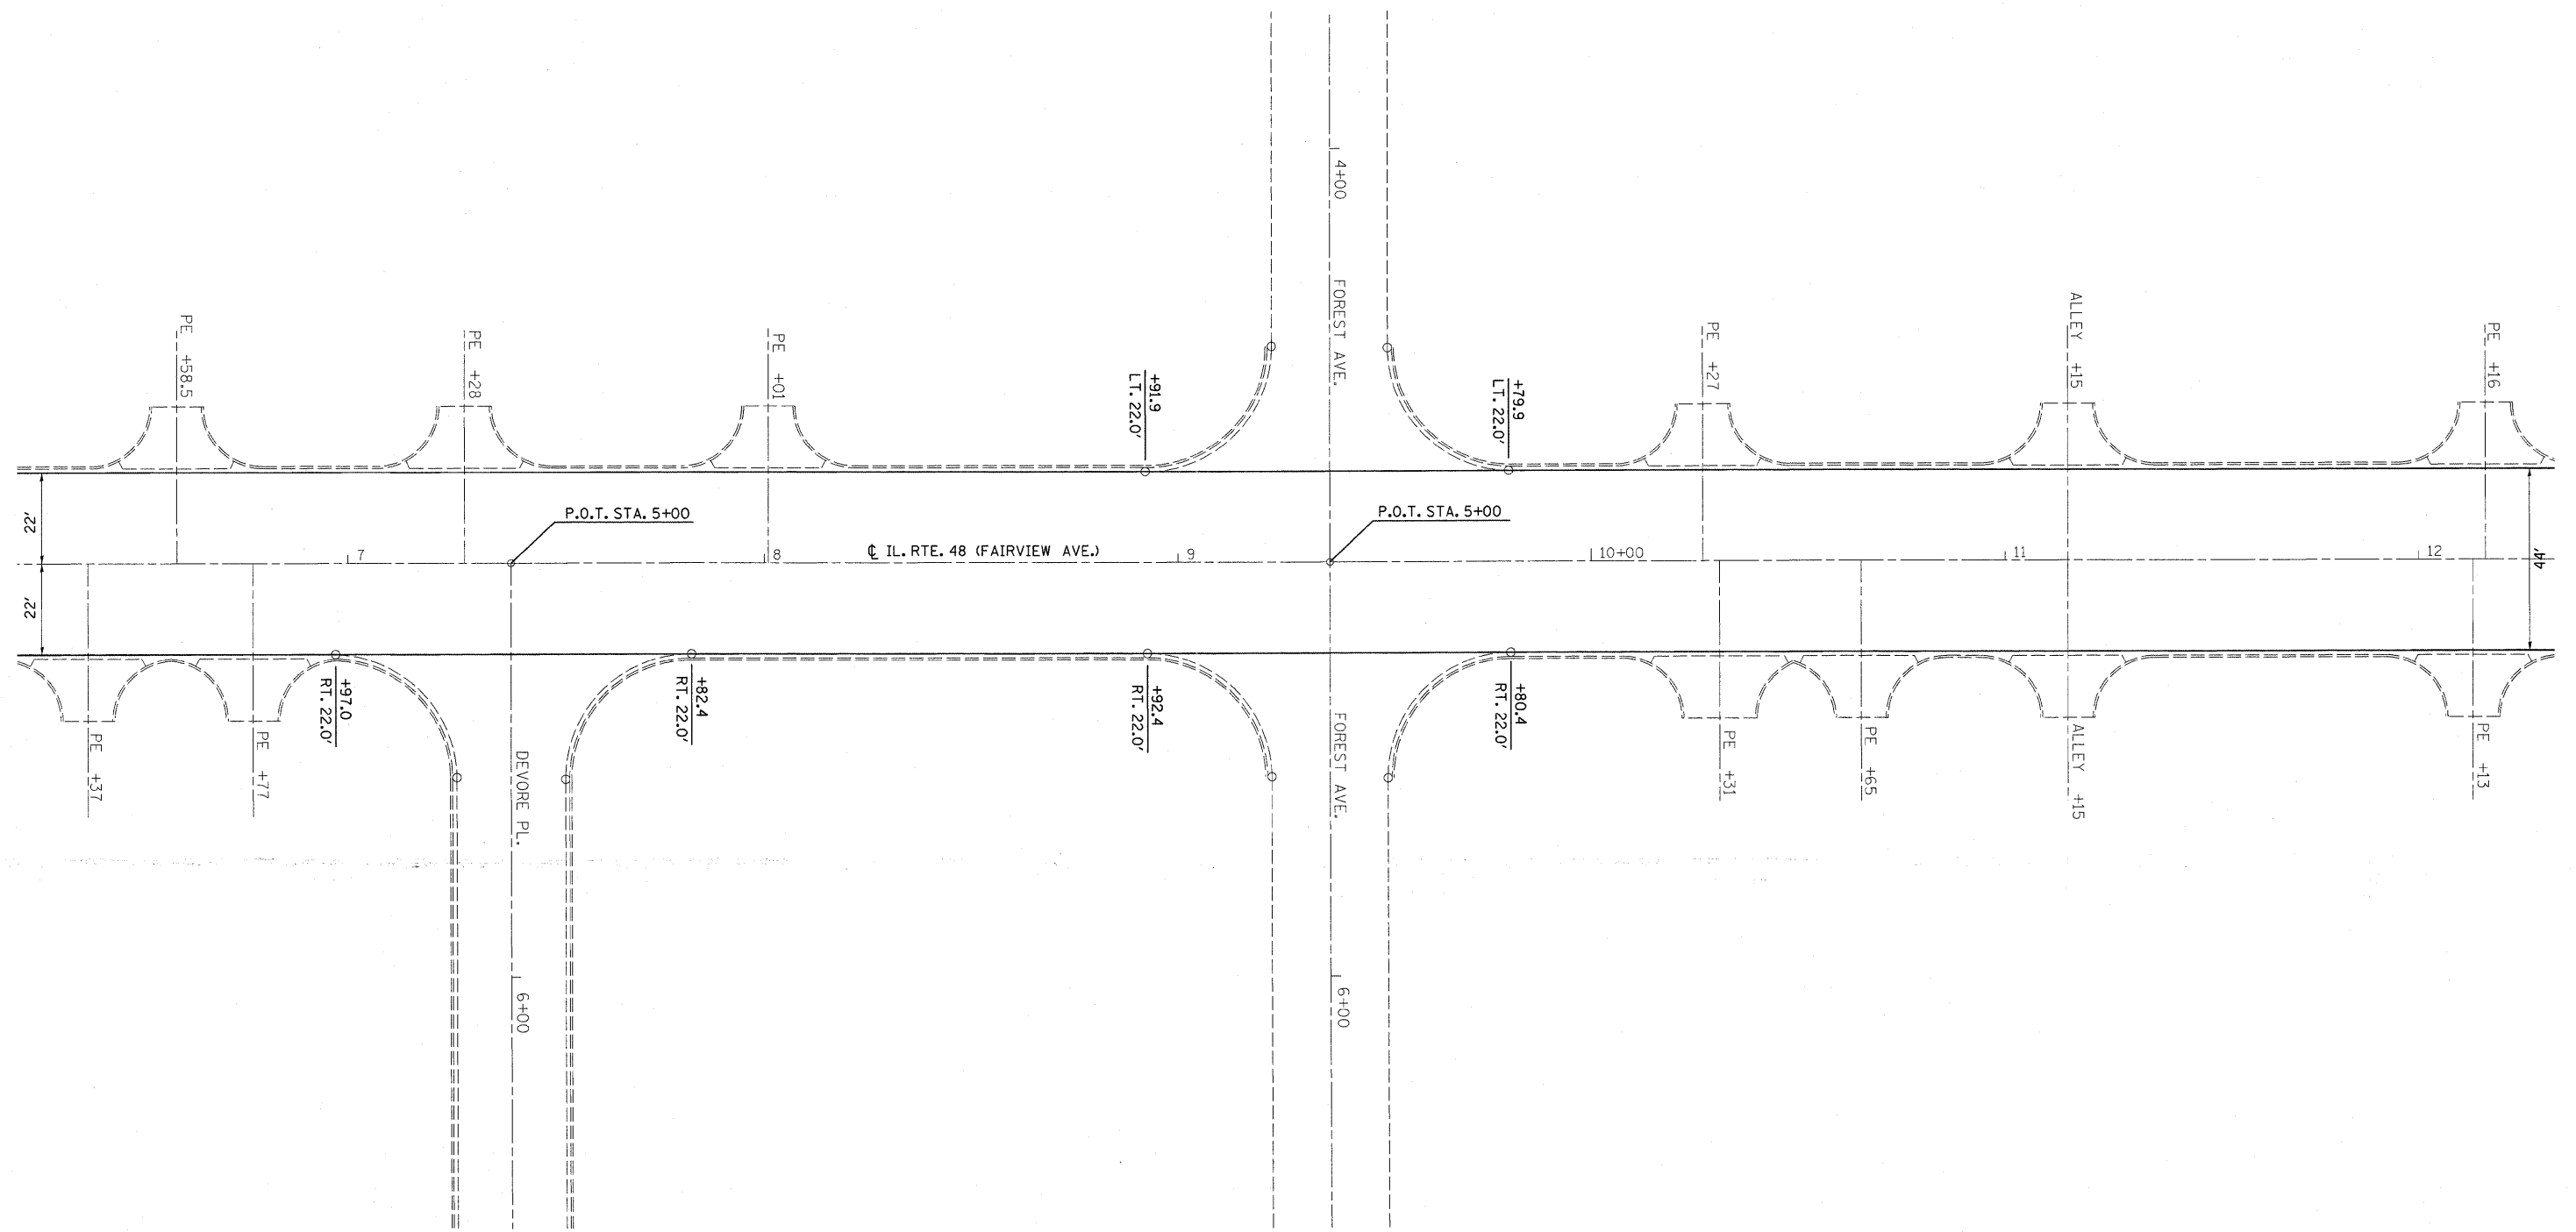 4+00
FOREST AVE.
PE +58.5
PE +28
PE +01
+91.9
LT. 22.0'
+79.9
LT. 22.0'
PE +27
ALLEY +15
PE +16
22'
P.O.T. STA. 5+00
P.O.T. STA. 5+00
7
8
℄ IL. RTE. 48 (FAIRVIEW AVE.)
9
10+00
11
12
44'
22'
PE +37
PE +77
+97.0
RT. 22.0'
DEVORE PL.
+82.4
RT. 22.0'
+92.4
RT. 22.0'
FOREST AVE.
+80.4
RT. 22.0'
PE +31
PE +65
ALLEY +15
PE +13
6+00
6+00